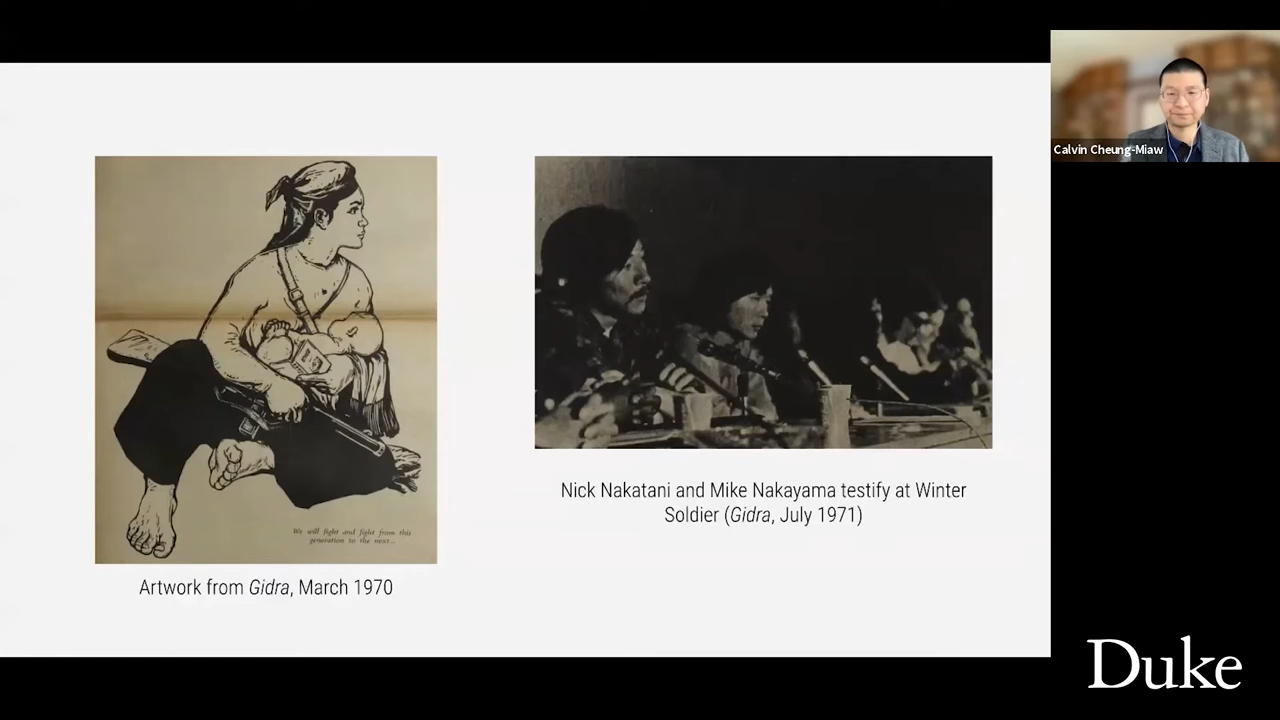 Calvin Cheung-Miaw
We will fight and fight from this
generation to the next...
Artwork from Gidra, March 1970
Nick Nakatani and Mike Nakayama testify at Winter
Soldier (Gidra, July 1971)
Duke